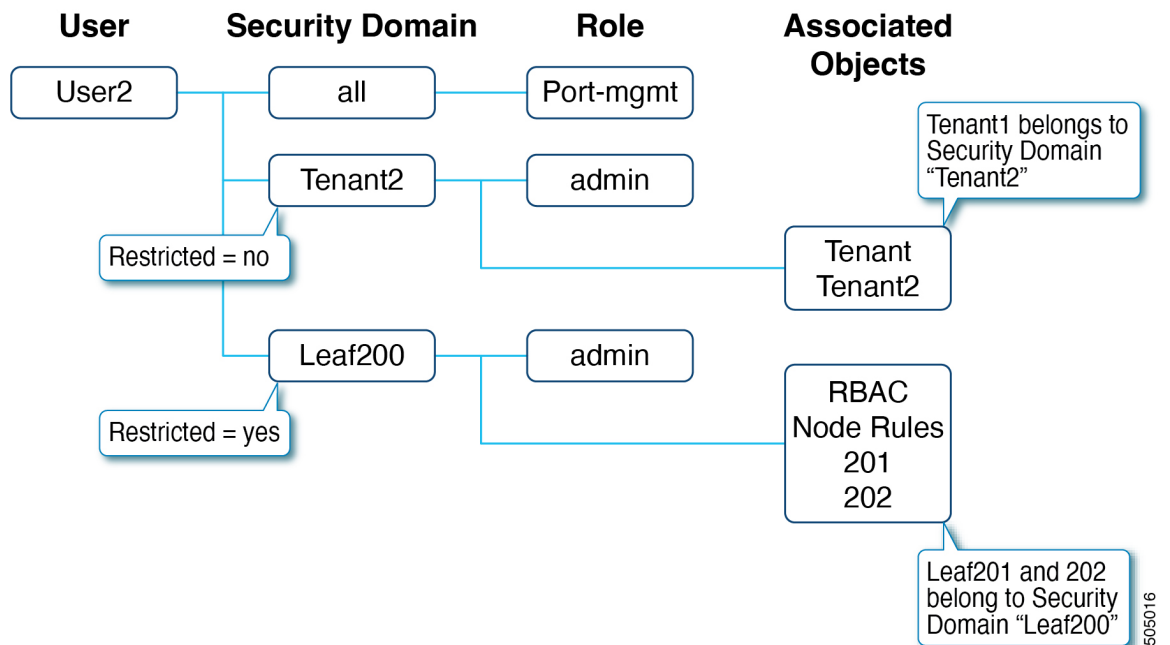 User
Security Domain
Role
Associated
Objects
User2
all
Port-mgmt
Tenant1 belongs to
Security Domain
“Tenant2”
Tenant2
admin
Restricted = no
Tenant
Tenant2
Leaf200
admin
Restricted = yes
RBAC
Node Rules
201
202
Leaf201 and 202
belong to Security
Domain “Leaf200”
505016